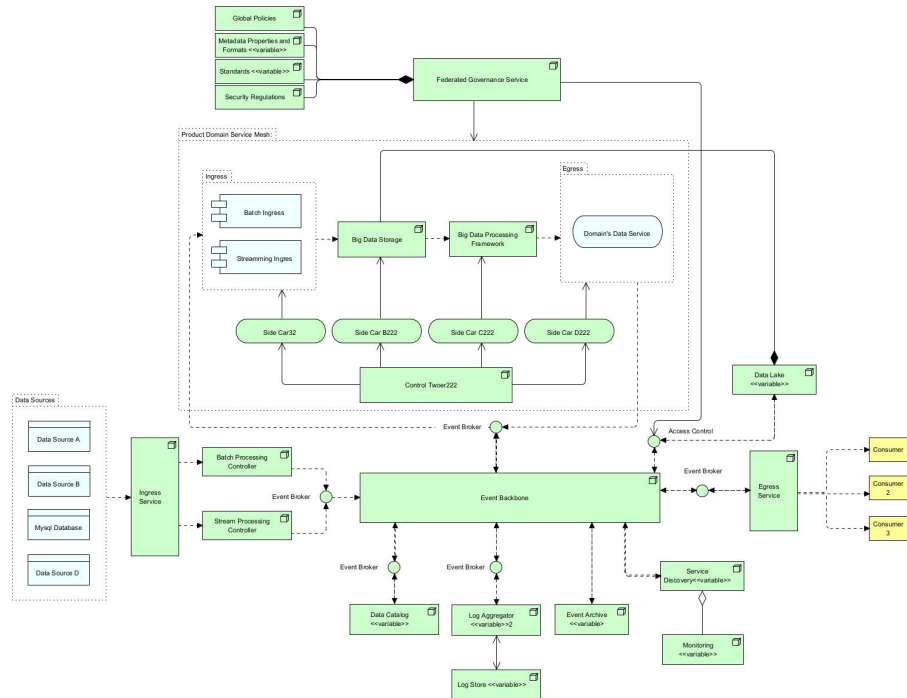 Global Policies
Metadata Properties and
Formats <<variable>>
Standards <<variable>>
Security Regulations
Federated Governance Service
Product Domain Service Mesh:
Ingress
Batch Ingress
Streamming Ingres
Big Data Storage
Big Data Processing
Framework
Egress
Domain's Data Service
Side Car32
Side Car B222
Side Car C222
Side Car D222
Control Twoer222
Data Lake
<<variable>>
Data Sources
Data Source A
Data Source B
Mysql Database
Data Source D
Ingress
Service
Batch Processing
Controller
Stream Processing
Controller
Event Broker
Event Broker
Access Control
Event Backbone
Event Broker
Egress
Service
Consumer
Consumer
2
Consumer
3
Event Broker
Event Broker
Data Catalog
<<variable>>
Log Aggregator
<<variable>>2
Event Archive
<<variable>
Service
Discovery<<variable>>
Monitoring
<<variable>>
Log Store <<variable>>